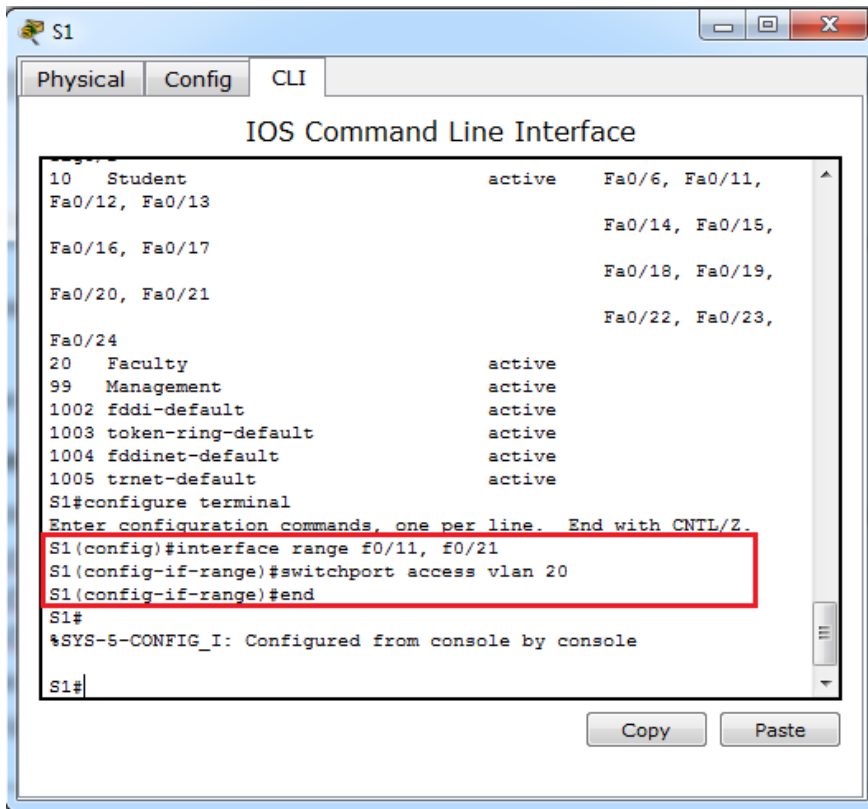 S1
Physical Config CLI
IOS Command Line Interface
10 Student active Fa0/6, Fa0/11,
Fa0/12, Fa0/13
Fa0/14, Fa0/15,
Fa0/16, Fa0/17
Fa0/18, Fa0/19,
Fa0/20, Fa0/21
Fa0/22, Fa0/23,
Fa0/24
20 Faculty active
99 Management active
1002 fddi-default active
1003 token-ring-default active
1004 fddinet-default active
1005 trnet-default active
S1#configure terminal
Enter configuration commands, one per line. End with CNTL/Z.
S1(config)#interface range f0/11, f0/21
S1(config-if-range)#switchport access vlan 20
S1(config-if-range)#end
S1#
%SYS-5-CONFIG_I: Configured from console by console
S1#
Copy Paste